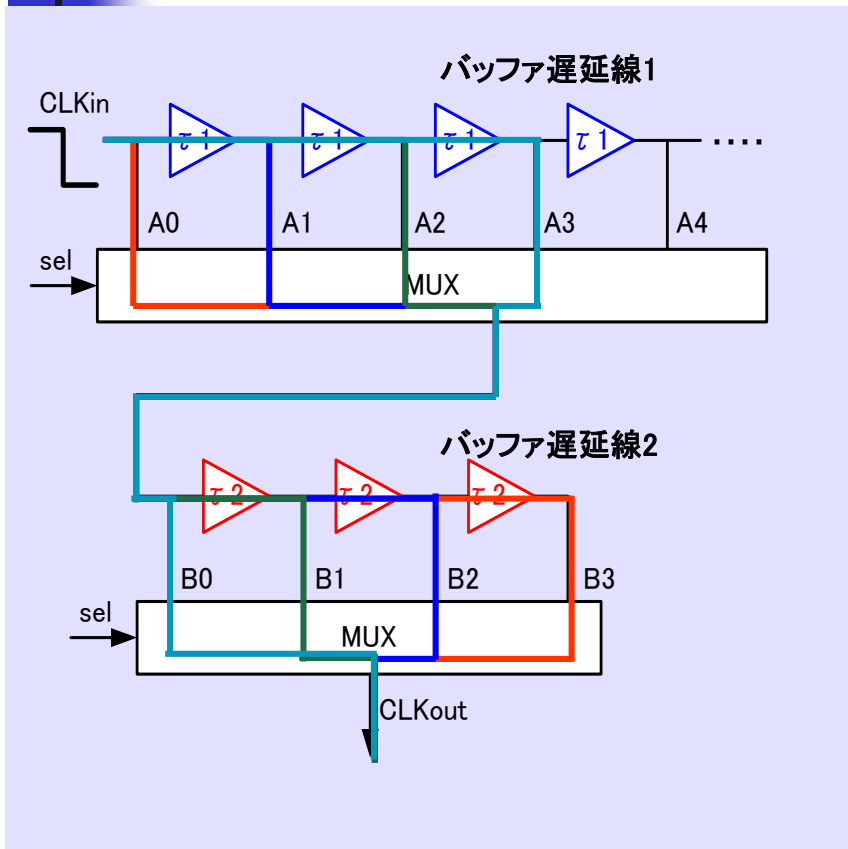 バッファ遅延線1
CLKin
τ1 τ1 τ1 τ1 ····
A0 A1 A2 A3 A4
sel
MUX
バッファ遅延線2
τ2 τ2 τ2
B0 B1 B2 B3
sel
MUX
CLKout